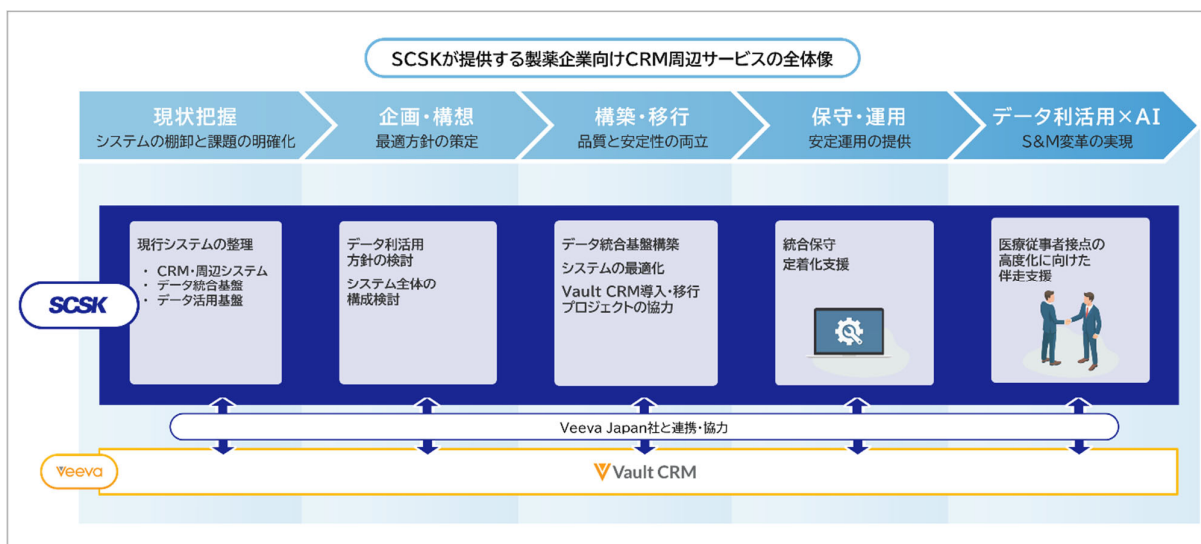 SCSKが提供する製薬企業向けCRM周辺サービスの全体像
現状把握
システムの棚卸と課題の明確化
企画・構想
最適方針の策定
構築・移行
品質と安定性の両立
保守・運用
安定運用の提供
データ利活用×AI
S&M変革の実現
SCSK
現行システムの整理
・ CRM・周辺システム
・ データ統合基盤
・ データ活用基盤
データ利活用
方針の検討
システム全体の
構成検討
データ統合基盤構築
システムの最適化
Vault CRM導入・移行
プロジェクトの協力
統合保守
定着化支援
医療従事者接点の
高度化に向けた
伴走支援
Veeva Japan社と連携・協力
Veeva
Vault CRM